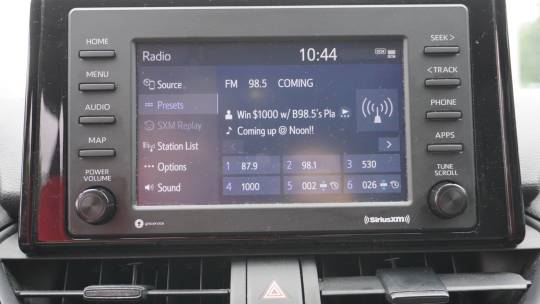 HOME
MENU
AUDIO
MAP
POWER
VOLUME
Radio
10:44
Source
Presets
SXM Replay
Station List
Options
Sound
FM 98.5 COMING
Win $1000 w/ B98.5's Pla
Coming up @ Noon!!
1 87.9
2 98.1
3 530
4 1000
5 002
6 026
SEEK >
< TRACK
PHONE
APPS
TUNE
SCROLL
((SiriusXM))